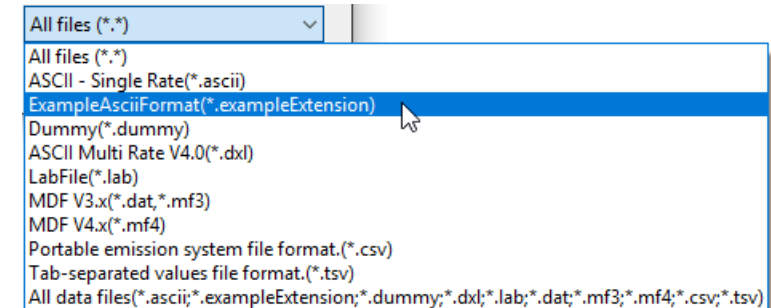 All files (*.*)
All files (*.*)
ASCII - Single Rate(*.ascii)
ExampleAsciiFormat(*.exampleExtension)
Dummy(*.dummy)
ASCII Multi Rate V4.0(*.dxl)
LabFile(*.lab)
MDF V3.x(*.dat,*.mf3)
MDF V4.x(*.mf4)
Portable emission system file format.(*.csv)
Tab-separated values file format.(*.tsv)
All data files(*.ascii;*.exampleExtension;*.dummy;*.dxl;*.lab;*.dat;*.mf3;*.mf4;*.csv;*.tsv)